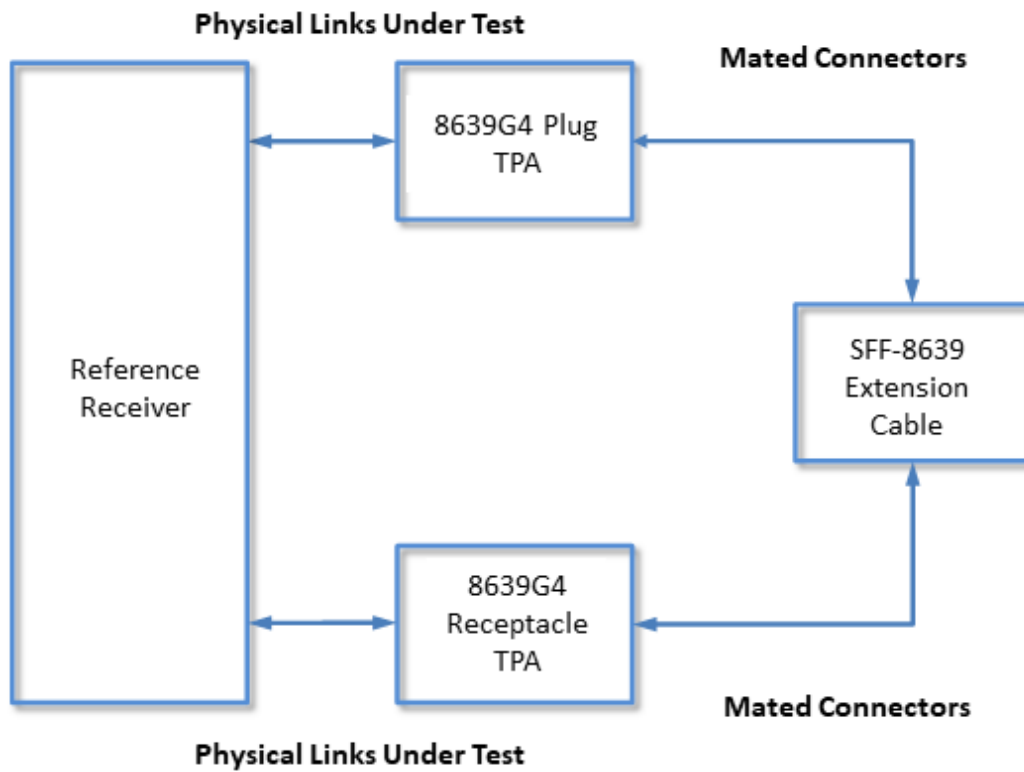 Physical Links Under Test
Mated Connectors
8639G4 Plug
TPA
Reference
Receiver
SFF-8639
Extension
Cable
8639G4
Receptacle
TPA
Mated Connectors
Physical Links Under Test